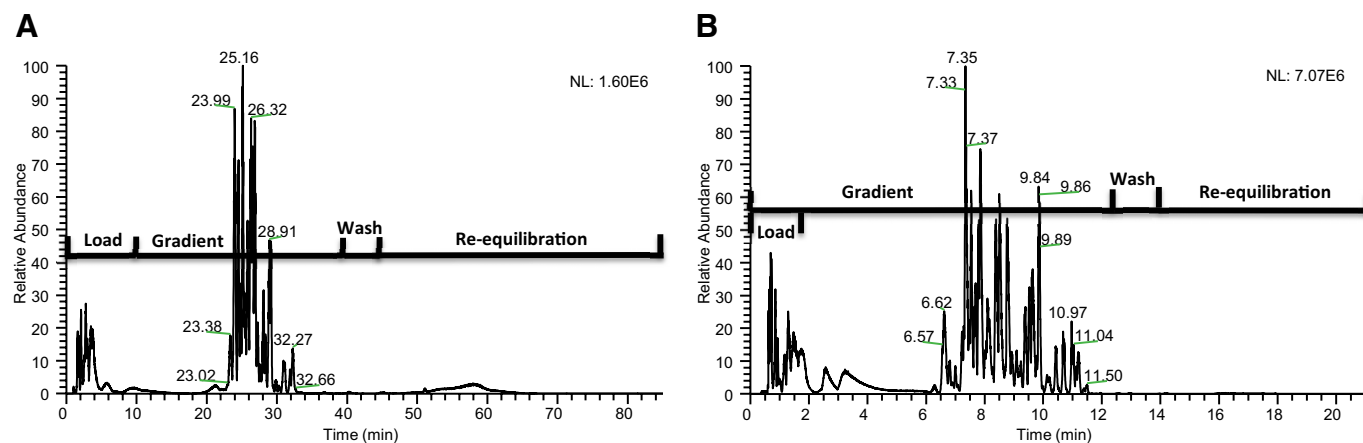 A
25.16
100
NL: 1.60E6
90
23.99
26.32
80
70
60
50
Relative Abundance
Load
Gradient
28.91
Wash
Re-equilibration
40
30
20
23.38
32.27
10
23.02
32.66
0
0 10 20 30 40 50 60 70 80
Time (min)
B
7.35
100
NL: 7.07E6
7.33
90
80
7.37
70
Gradient
9.84
9.86
Wash
Re-equilibration
60
50
Load
Relative Abundance
9.89
40
30
6.62
10.97
20
6.57
11.04
10
11.50
0
0 2 4 6 8 10 12 14 16 18 20
Time (min)